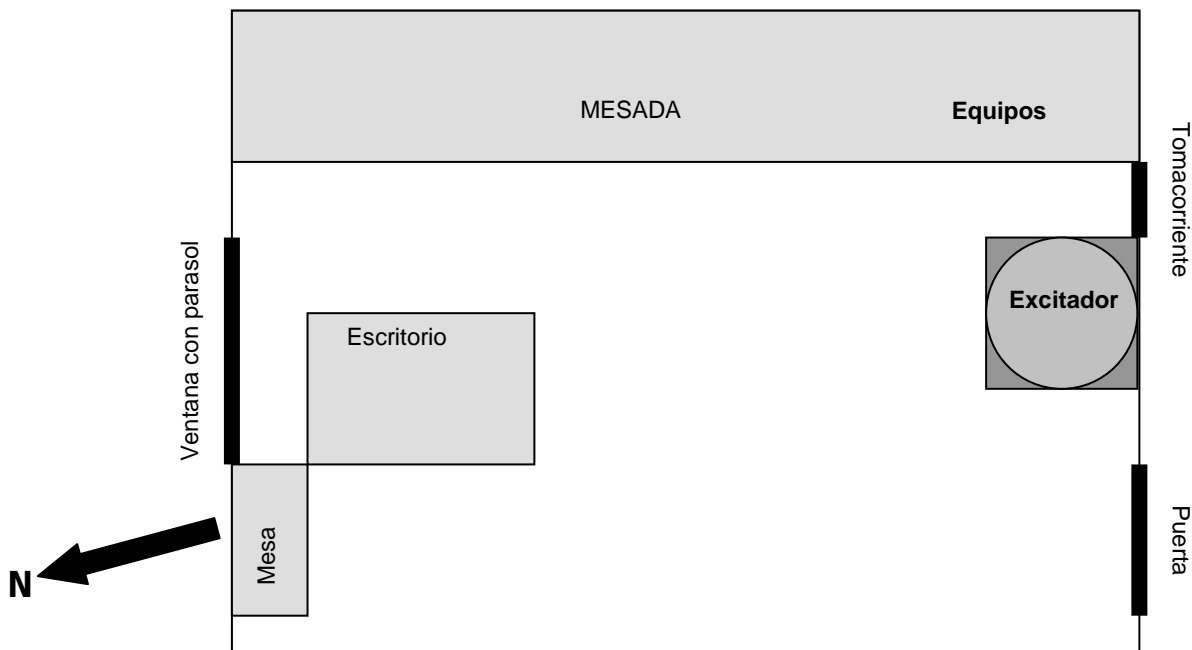 MESADA
Equipos
Tomacorriente
Ventana con parasol
Escritorio
Excitador
Mesa
Puerta
N